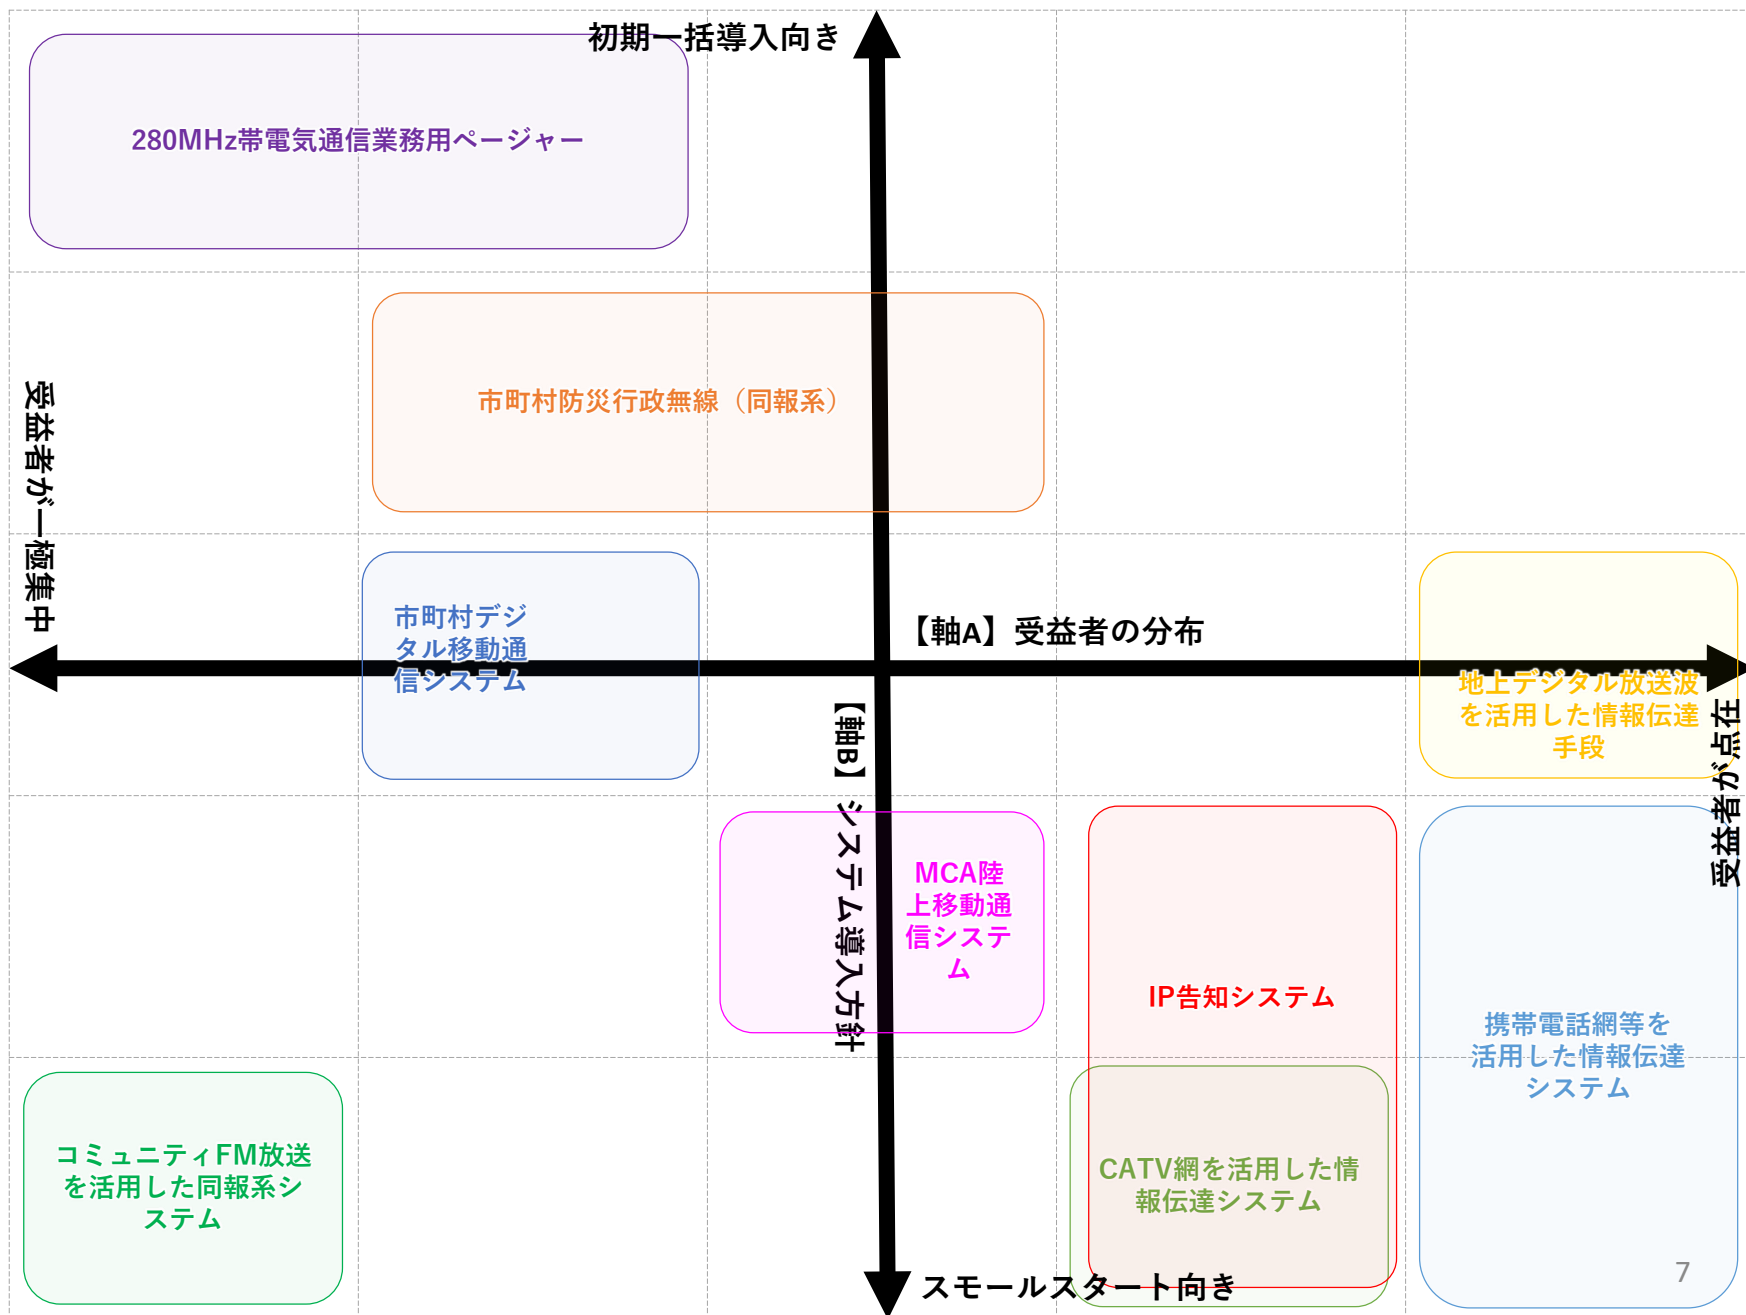 初期一括導入向き
280MHz帯電気通信業務用ページャー
市町村防災行政無線（同報系）
受益者が一極集中
市町村デジ
タル移動通
信システム
【軸A】受益者の分布
地上デジタル放送波
を活用した情報伝達
手段
受益者が点在
【軸B】システム導入方針
MCA陸
上移動通
信システ
ム
IP告知システム
携帯電話網等を
活用した情報伝達
システム
コミュニティFM放送
を活用した同報系シ
ステム
CATV網を活用した情
報伝達システム
スモールスタート向き
7